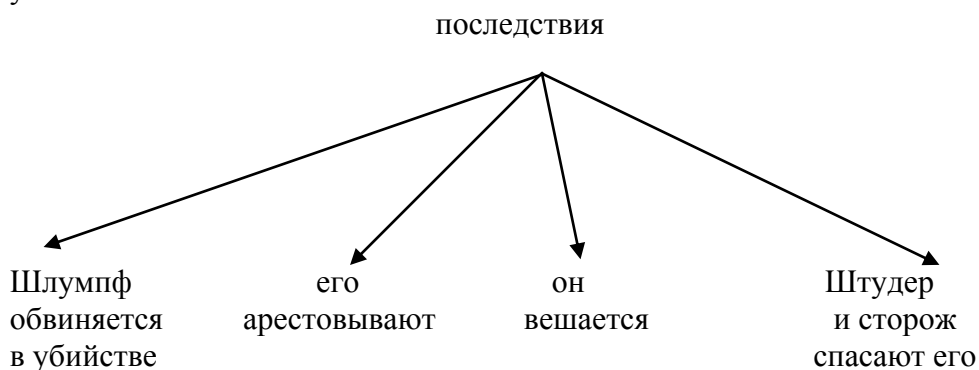 последствия
Шлумпф его он Штудер
обвиняется арестовывают вешается и сторож
в убийстве спасают его